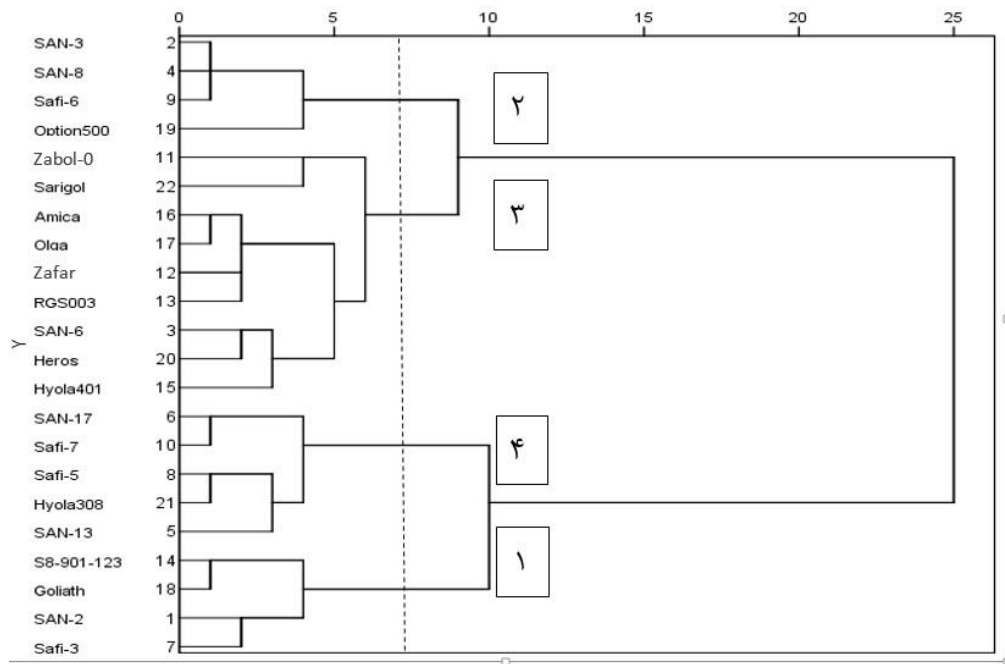 0 5 10 15 20 25
SAN-3 2
SAN-8 4
Safi-6 9
Option500 19
Zabol-0 11
Sarigol 22
Amica 16
Olga 17
Zafar 12
RGS003 13
SAN-6 3
Heros 20
Hyola401 15
SAN-17 6
Safi-7 10
Safi-5 8
Hyola308 21
SAN-13 5
S8-901-123 14
Goliath 18
SAN-2 1
Safi-3 7
Y
۲
۳
۴
۱